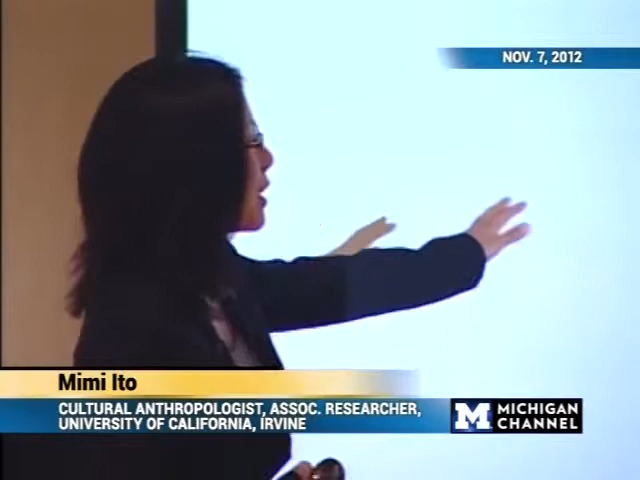 NOV. 7, 2012
Mimi Ito
CULTURAL ANTHROPOLOGIST, ASSOC. RESEARCHER,
UNIVERSITY OF CALIFORNIA, IRVINE
M MICHIGAN
CHANNEL